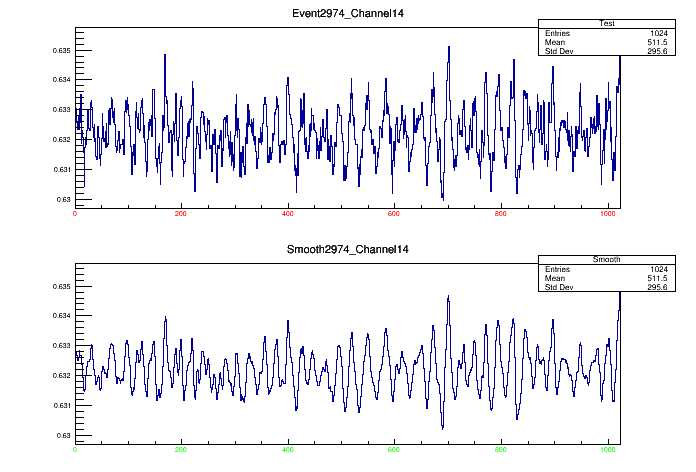 Event2974_Channel14
Test
Entries 1024
Mean 511.5
Std Dev 295.6
0.635
0.634
0.633
0.632
0.631
0.63
0 200 400 600 800 1000
Smooth2974_Channel14
Smooth
Entries 1024
Mean 511.5
Std Dev 295.6
0.635
0.634
0.633
0.632
0.631
0.63
0 200 400 600 800 1000